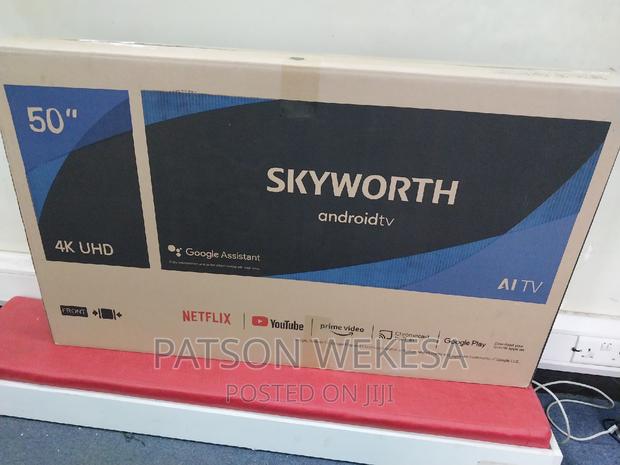 50"
4K UHD
SKYWORTH
androidtv
Google Assistant
AI TV
FRONT
NETFLIX
YouTube
prime video
Chromecast
Google Play
PATSON WEKESA
POSTED ON JIJI